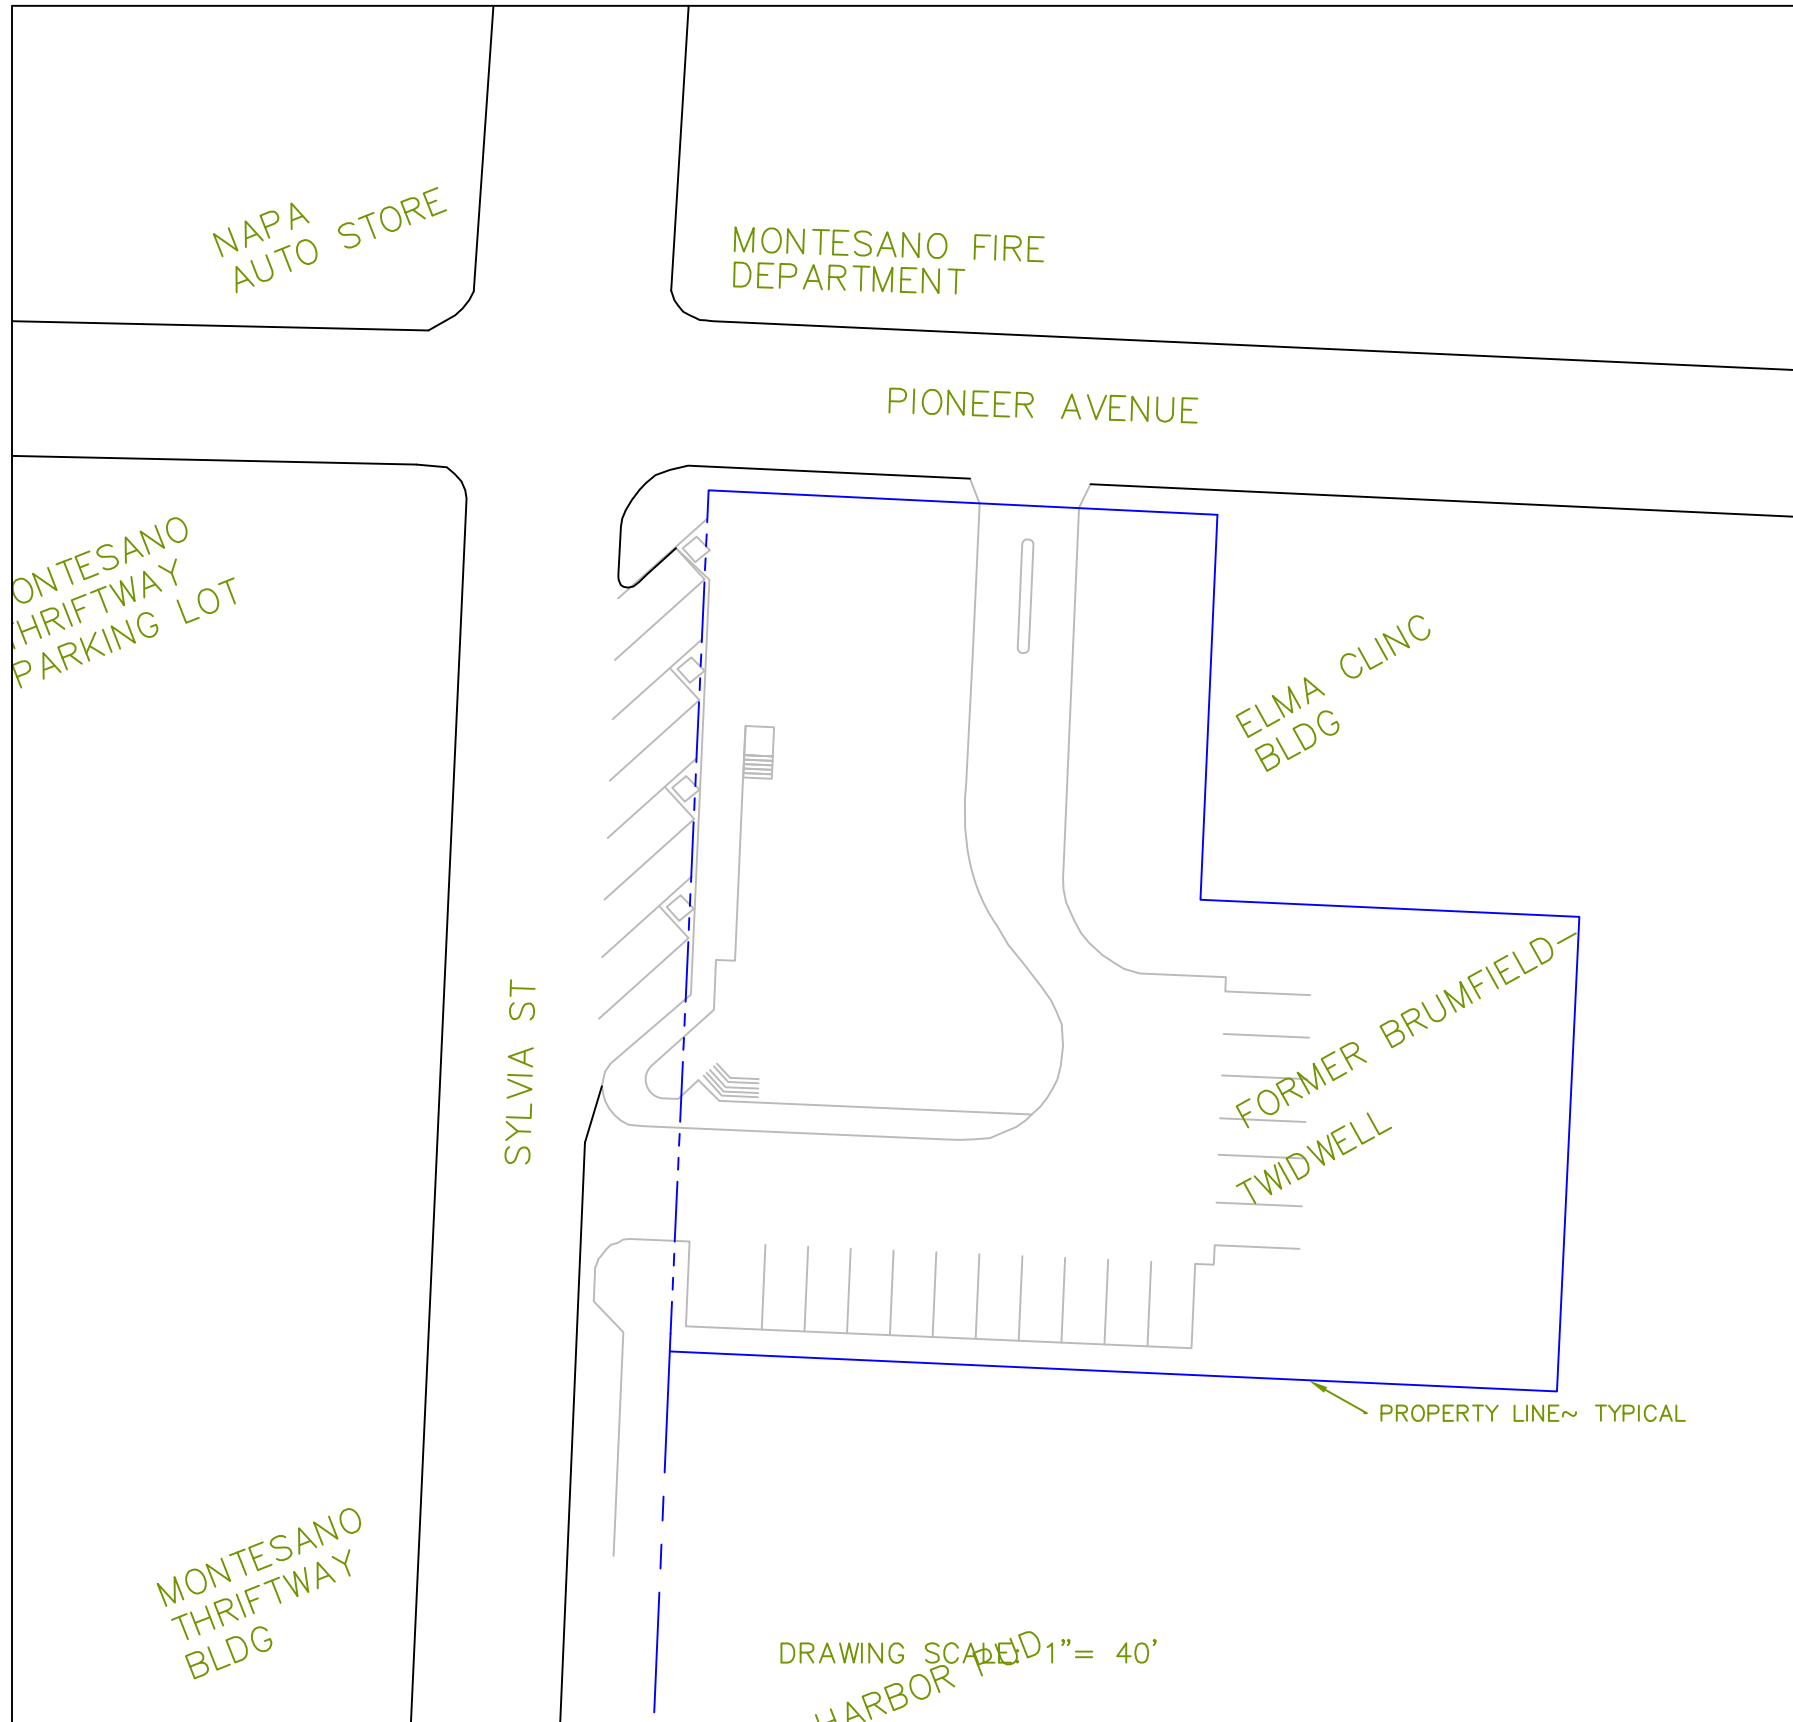 NAPA
AUTO STORE
MONTESANO FIRE
DEPARTMENT
PIONEER AVENUE
ONTESANO
HRIFTWAY
PARKING LOT
ELMA CLINC
BLDG
FORMER BRUMFIELD-
TWIDWELL
SYLVIA ST
PROPERTY LINE~ TYPICAL
MONTESANO
THRIFTWAY
BLDG
DRAWING SCALE: 1"= 40'
HARBOR PUD